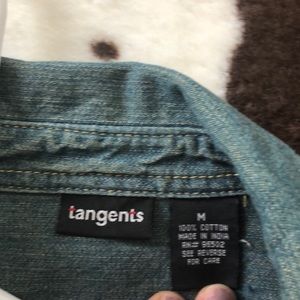 tangents
M
100% COTTON
MADE IN INDIA
RN# 96502
SEE REVERSE
FOR CARE